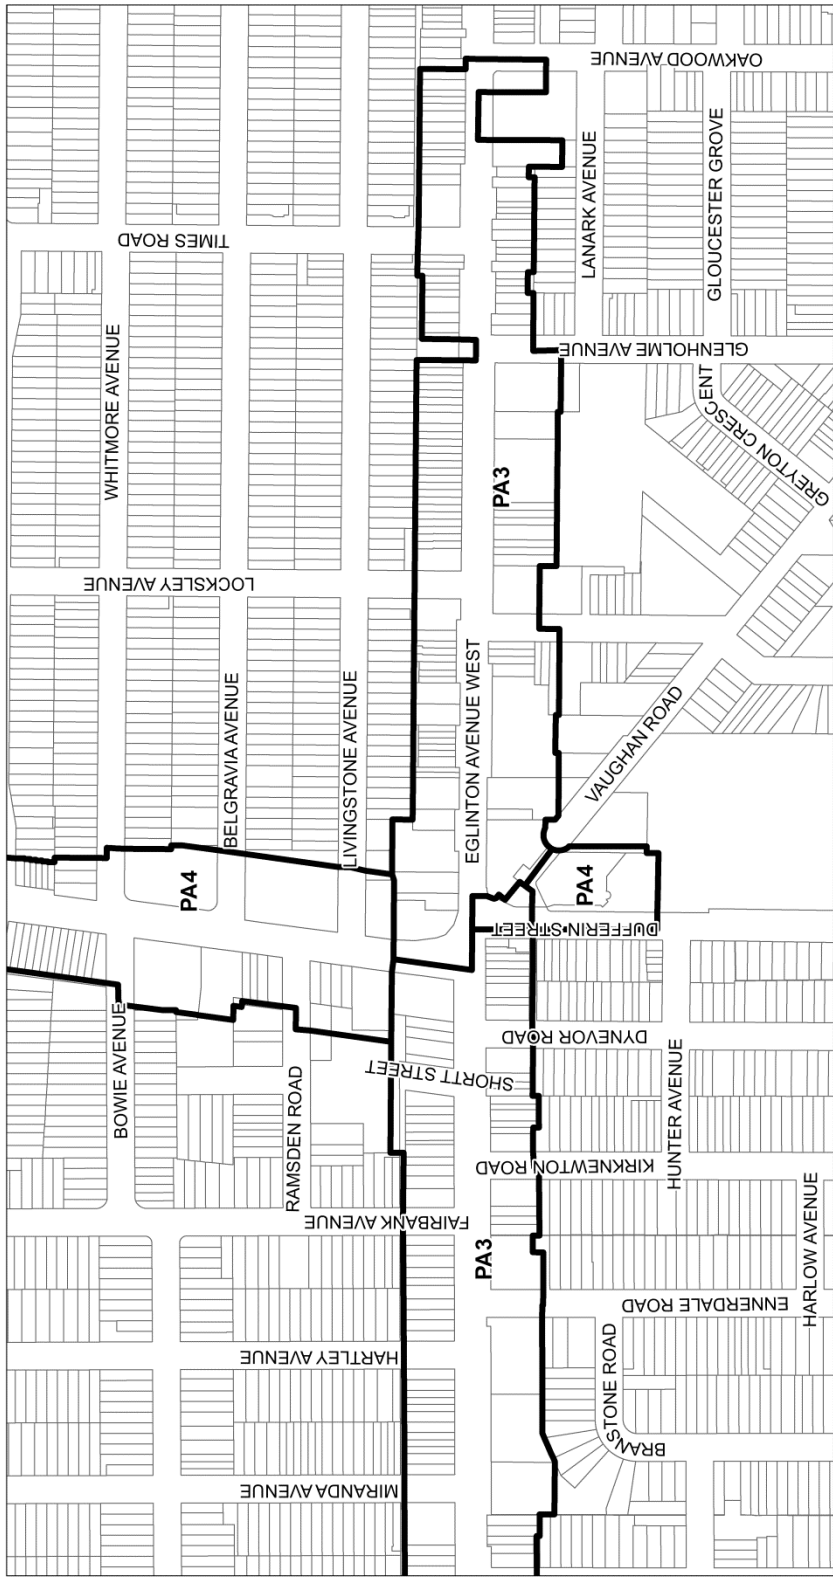 OAKWOOD AVENUE
LANARK AVENUE
GLOUCESTER GROVE
TIMES ROAD
GLENHOLME AVENUE
WHITMORE AVENUE
GREYTON CRESCENT
PA3
LOCKSLEY AVENUE
BELGRAVIA AVENUE
LIVINGSTONE AVENUE
EGLINTON AVENUE WEST
VAUGHAN ROAD
PA4
PA4
DUFFERIN STREET
BOWIE AVENUE
DYNEVOR ROAD
SHORTT STREET
RAMSDEN ROAD
HUNTER AVENUE
KIRKNEWTON ROAD
FAIRBANK AVENUE
PA3
HARLOW AVENUE
ENNERDALE ROAD
HARTLEY AVENUE
BRANSTONE ROAD
MIRANDA AVENUE